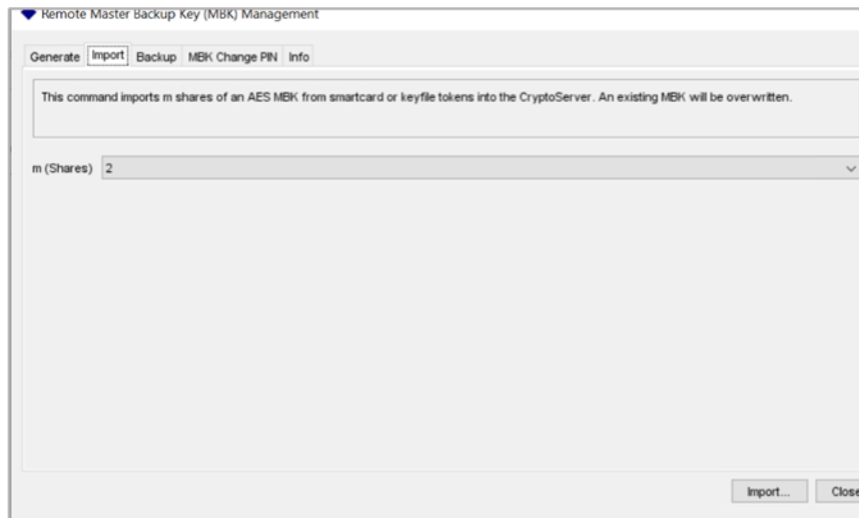 Remote Master Backup Key (MBK) Management
Generate Import Backup MBK Change PIN Info
This command imports m shares of an AES MBK from smartcard or keyfile tokens into the CryptoServer. An existing MBK will be overwritten.
m (Shares) 2
Import... Close